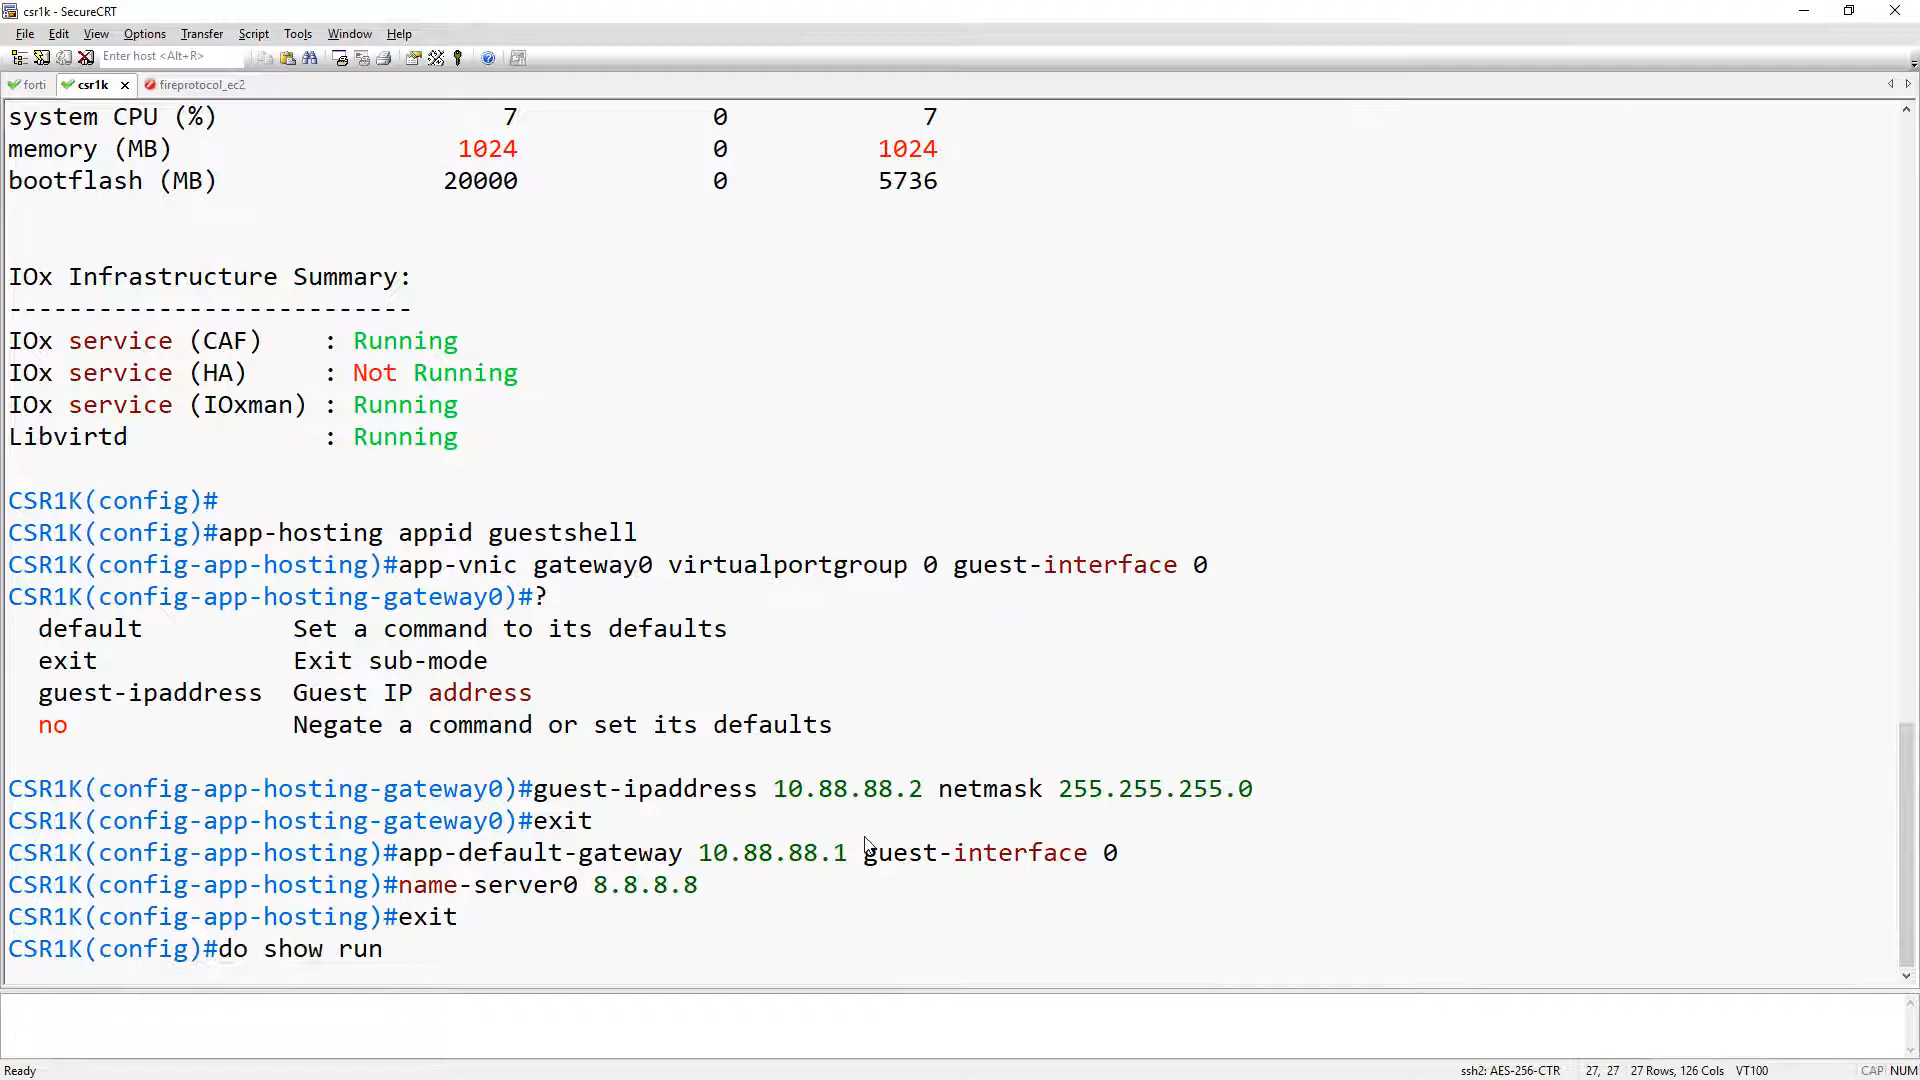 csr1k - SecureCRT
File Edit View Options Transfer Script Tools Window Help
Enter host <Alt+R>
forti csr1k fireprotocol_ec2
system CPU (%) 7 0 7
memory (MB) 1024 0 1024
bootflash (MB) 20000 0 5736
IOx Infrastructure Summary:
---------------------------
IOx service (CAF) : Running
IOx service (HA) : Not Running
IOx service (IOxman) : Running
Libvirtd : Running
CSR1K(config)#
CSR1K(config)#app-hosting appid guestshell
CSR1K(config-app-hosting)#app-vnic gateway0 virtualportgroup 0 guest-interface 0
CSR1K(config-app-hosting-gateway0)#?
default Set a command to its defaults
exit Exit sub-mode
guest-ipaddress Guest IP address
no Negate a command or set its defaults
CSR1K(config-app-hosting-gateway0)#guest-ipaddress 10.88.88.2 netmask 255.255.255.0
CSR1K(config-app-hosting-gateway0)#exit
CSR1K(config-app-hosting)#app-default-gateway 10.88.88.1 guest-interface 0
CSR1K(config-app-hosting)#name-server0 8.8.8.8
CSR1K(config-app-hosting)#exit
CSR1K(config)#do show run
Ready ssh2: AES-256-CTR 27, 27 27 Rows, 126 Cols VT100 CAP NUM